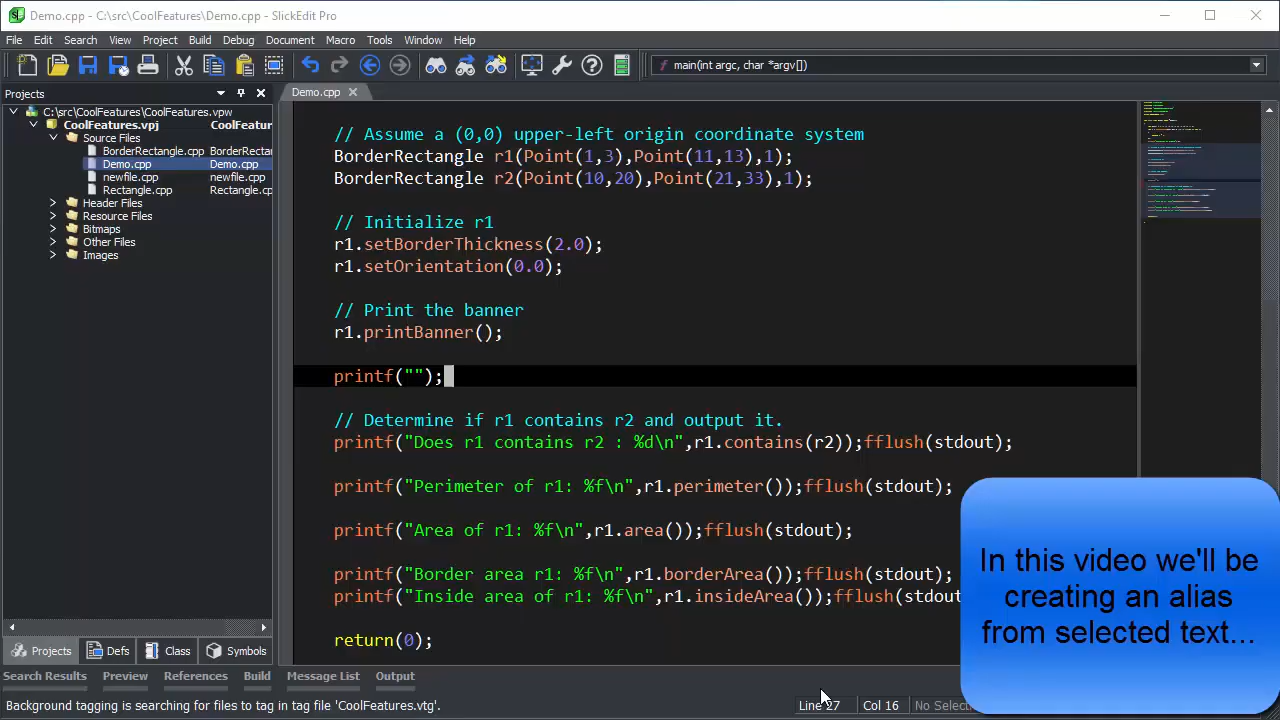 Demo.cpp - C:\src\CoolFeatures\Demo.cpp - SlickEdit Pro
File Edit Search View Project Build Debug Document Macro Tools Window Help
main(int argc, char *argv[])
Projects
Demo.cpp
C:\src\CoolFeatures\CoolFeatures.vpw
CoolFeatures.vpj CoolFeatur
Source Files
BorderRectangle.cpp BorderRecta
Demo.cpp Demo.cpp
newfile.cpp newfile.cpp
Rectangle.cpp Rectangle.cp
Header Files
Resource Files
Bitmaps
Other Files
Images
// Assume a (0,0) upper-left origin coordinate system
BorderRectangle r1(Point(1,3),Point(11,13),1);
BorderRectangle r2(Point(10,20),Point(21,33),1);
// Initialize r1
r1.setBorderThickness(2.0);
r1.setOrientation(0.0);
// Print the banner
r1.printBanner();
printf("");
// Determine if r1 contains r2 and output it.
printf("Does r1 contains r2 : %d\n",r1.contains(r2));fflush(stdout);
printf("Perimeter of r1: %f\n",r1.perimeter());fflush(stdout);
printf("Area of r1: %f\n",r1.area());fflush(stdout);
printf("Border area r1: %f\n",r1.borderArea());fflush(stdout);
printf("Inside area of r1: %f\n",r1.insideArea());fflush(stdou
return(0);
In this video we'll be
creating an alias
from selected text...
Projects Defs Class Symbols
Search Results Preview References Build Message List Output
Background tagging is searching for files to tag in tag file 'CoolFeatures.vtg'.
Line 27 Col 16 No Selec